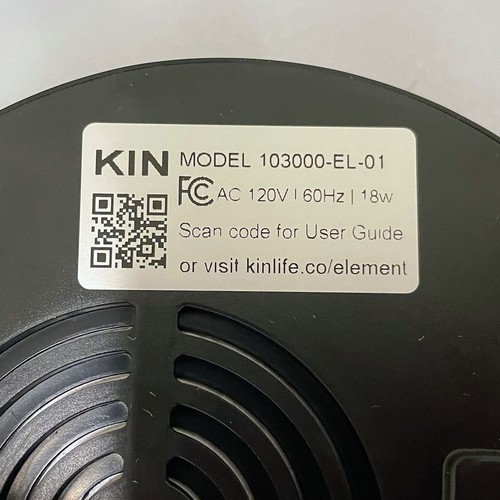 KIN MODEL 103000-EL-01
FC AC 120V | 60Hz | 18w
Scan code for User Guide
or visit kinlife.co/element